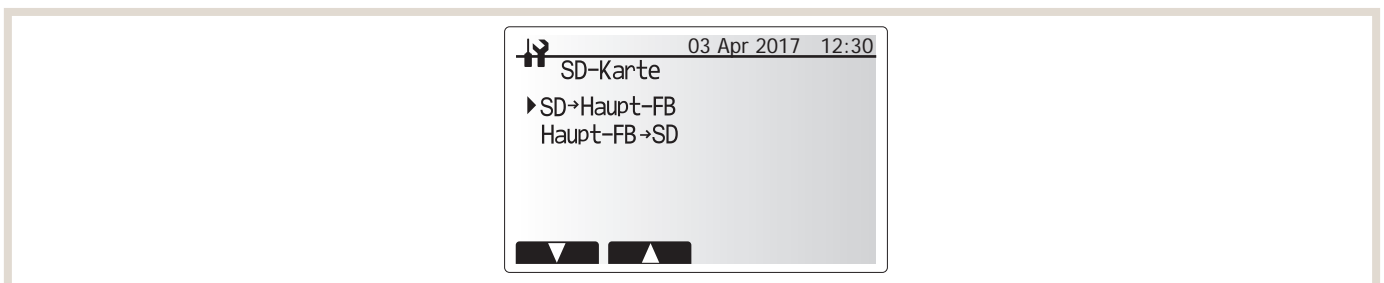 03 Apr 2017 12:30
SD-Karte
SD→Haupt-FB
Haupt-FB→SD